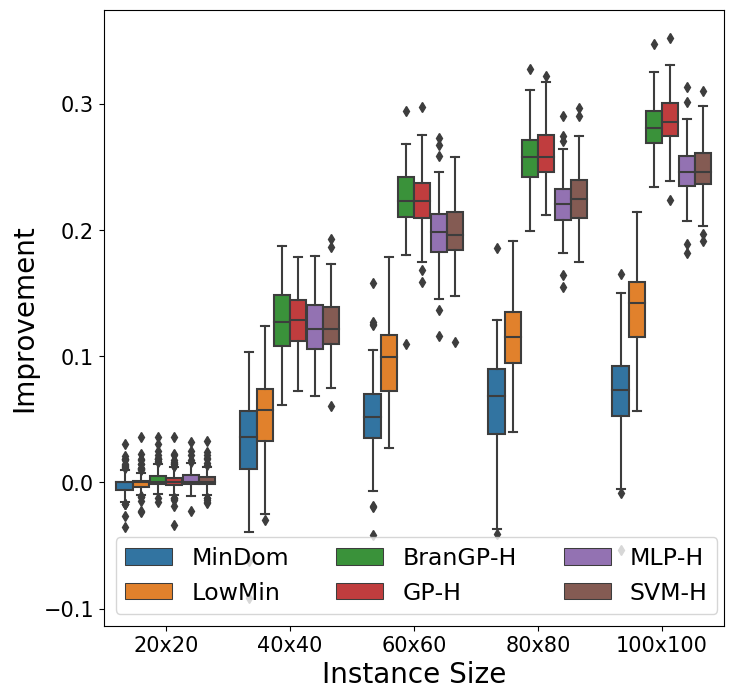 Improvement
0.3
0.2
0.1
0.0
−0.1
MinDom BranGP-H MLP-H
LowMin GP-H SVM-H
20x20 40x40 60x60 80x80 100x100
Instance Size